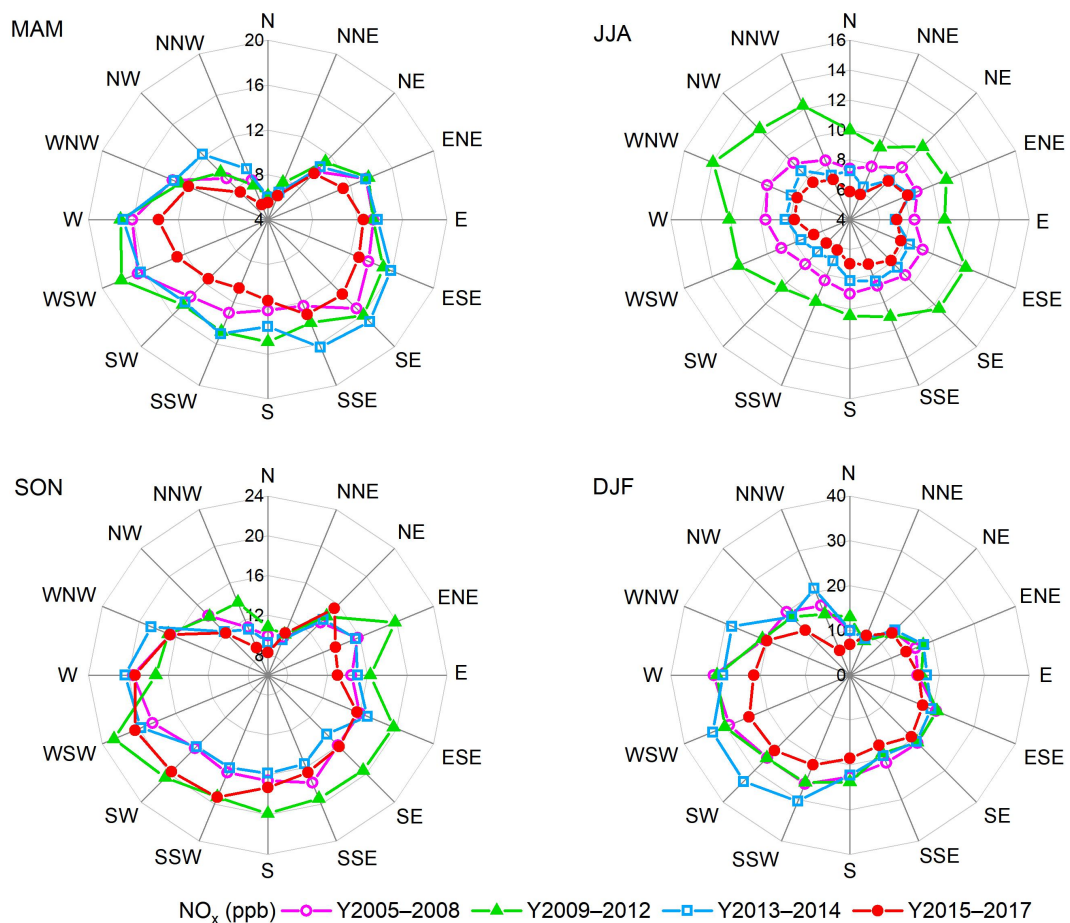 MAM
N
NNE
NE
ENE
E
ESE
SE
SSE
S
SSW
SW
WSW
W
WNW
NW
NNW
20
16
12
8
4
JJA
N
NNE
NE
ENE
E
ESE
SE
SSE
S
SSW
SW
WSW
W
WNW
NW
NNW
16
14
12
10
8
6
4
SON
N
NNE
NE
ENE
E
ESE
SE
SSE
S
SSW
SW
WSW
W
WNW
NW
NNW
24
20
16
12
8
DJF
N
NNE
NE
ENE
E
ESE
SE
SSE
S
SSW
SW
WSW
W
WNW
NW
NNW
40
30
20
10
0
NOx (ppb) Y2005–2008 Y2009–2012 Y2013–2014 Y2015–2017